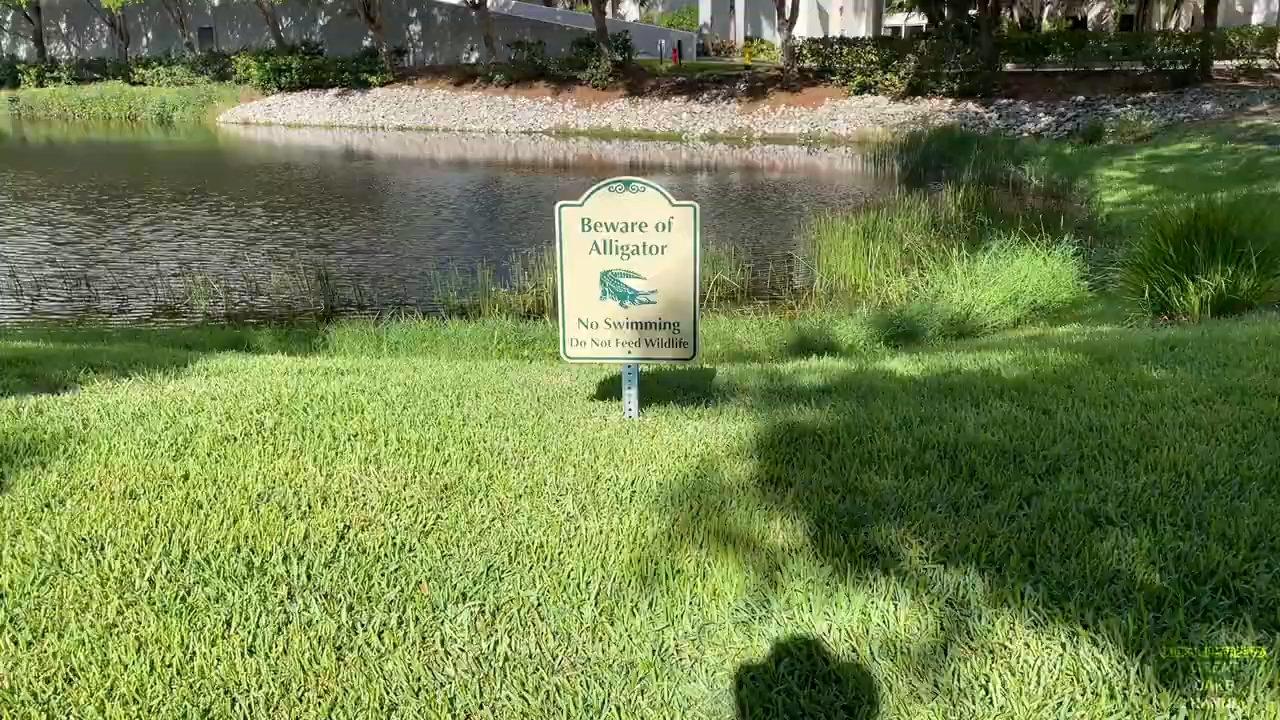 Beware of
Alligator
No Swimming
Do Not Feed Wildlife